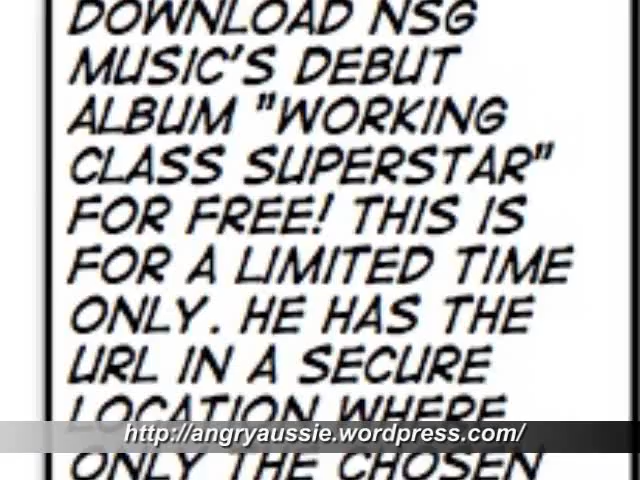 DOWNLOAD NSG
MUSIC'S DEBUT
ALBUM "WORKING
CLASS SUPERSTAR"
FOR FREE! THIS IS
FOR A LIMITED TIME
ONLY. HE HAS THE
URL IN A SECURE
LOCATION WHERE
http://angryaussie.wordpress.com/
ONLY THE CHOSEN